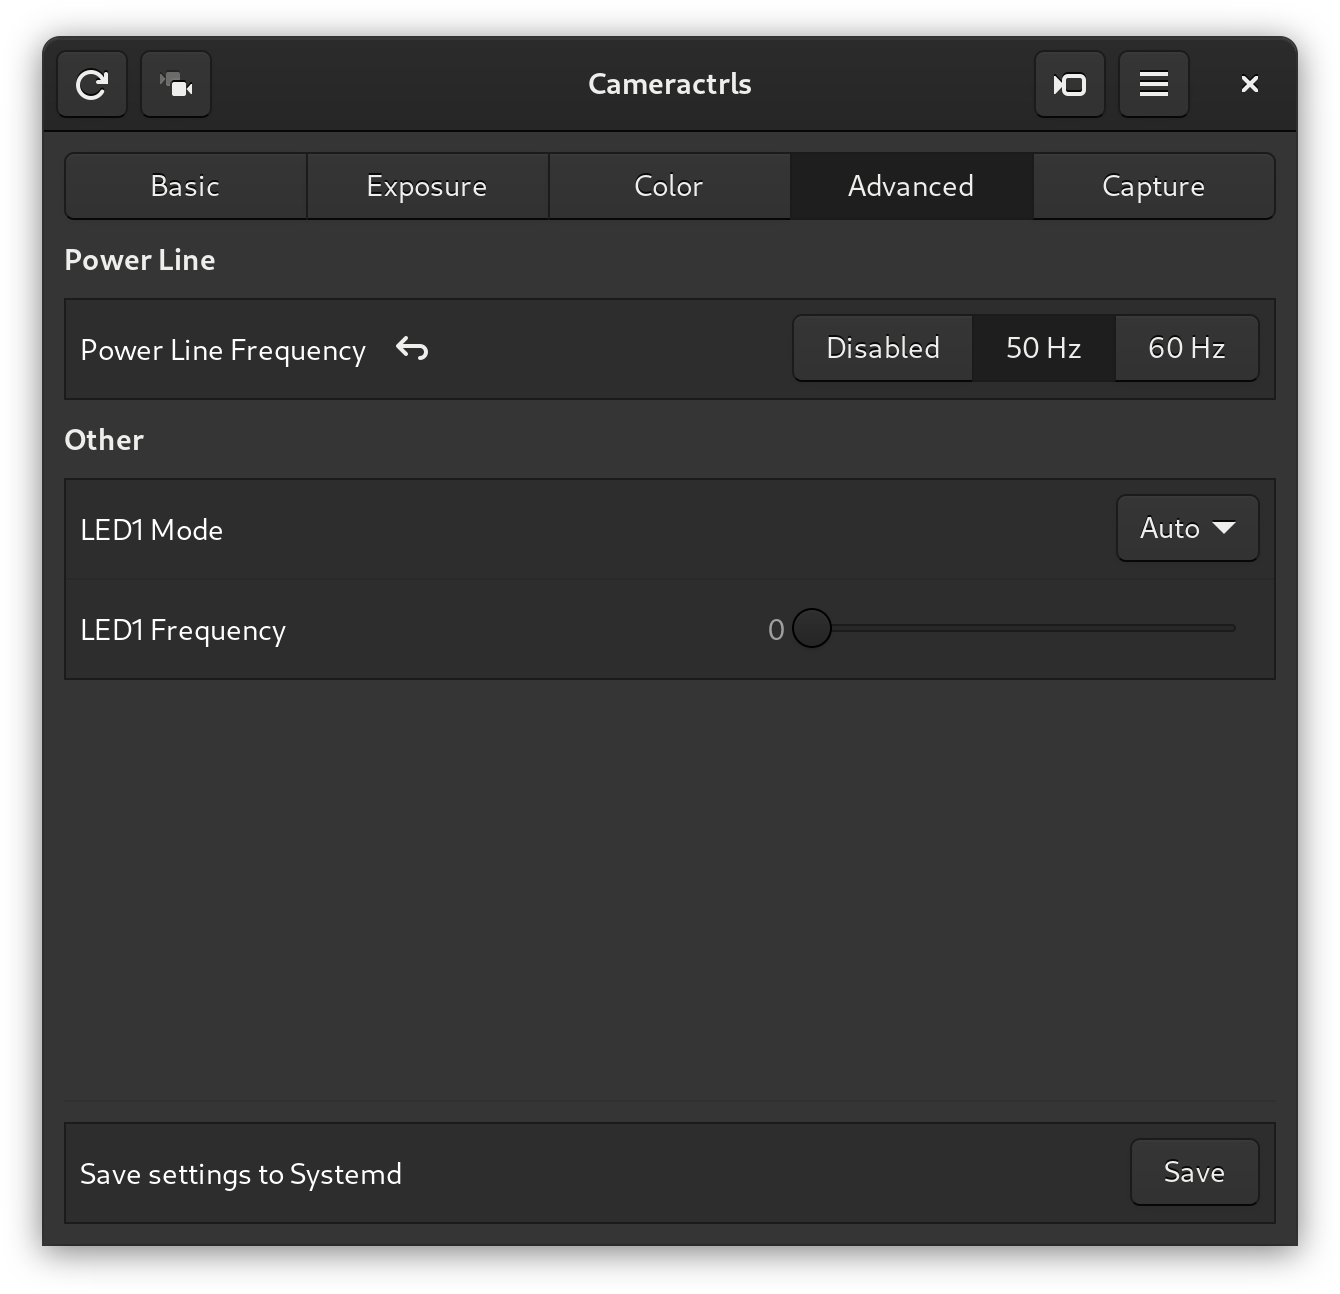 Cameractrls
Basic Exposure Color Advanced Capture
Power Line
Power Line Frequency Disabled 50 Hz 60 Hz
Other
LED1 Mode Auto
LED1 Frequency 0
Save settings to Systemd Save